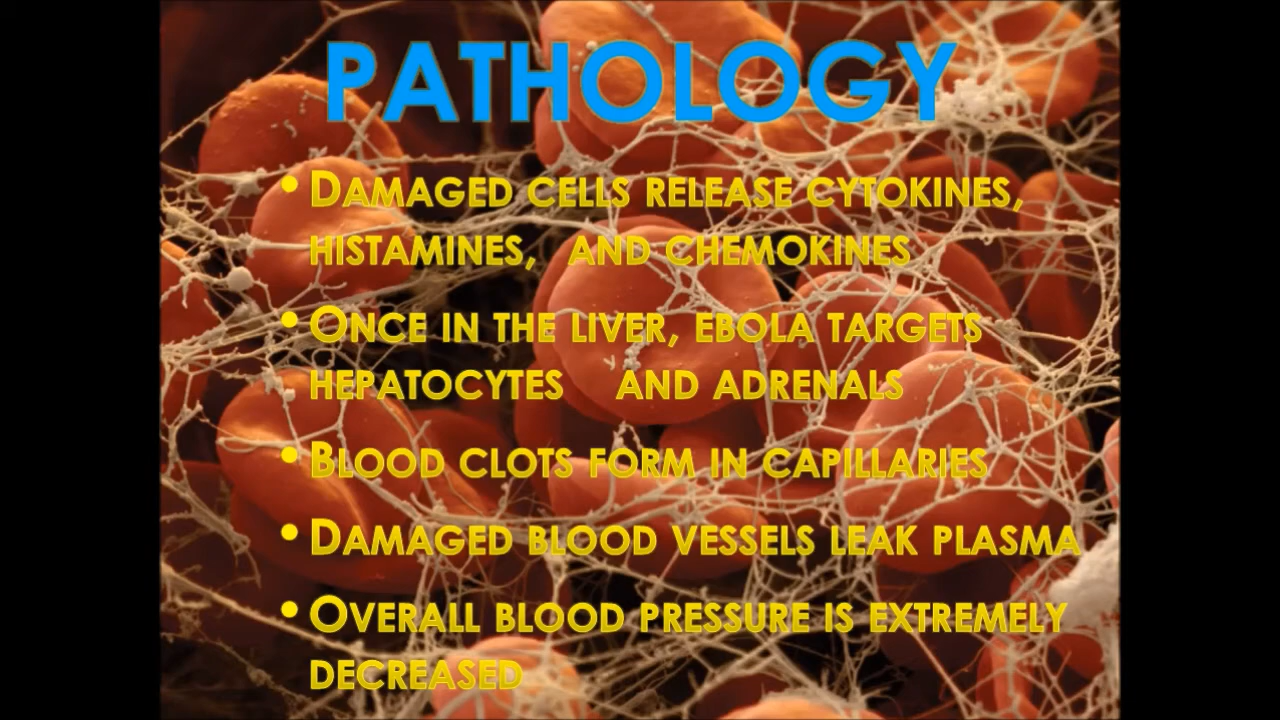 PATHOLOGY
• DAMAGED CELLS RELEASE CYTOKINES,
HISTAMINES, AND CHEMOKINES
• ONCE IN THE LIVER, EBOLA TARGETS
HEPATOCYTES AND ADRENALS
• BLOOD CLOTS FORM IN CAPILLARIES
• DAMAGED BLOOD VESSELS LEAK PLASMA
• OVERALL BLOOD PRESSURE IS EXTREMELY
DECREASED